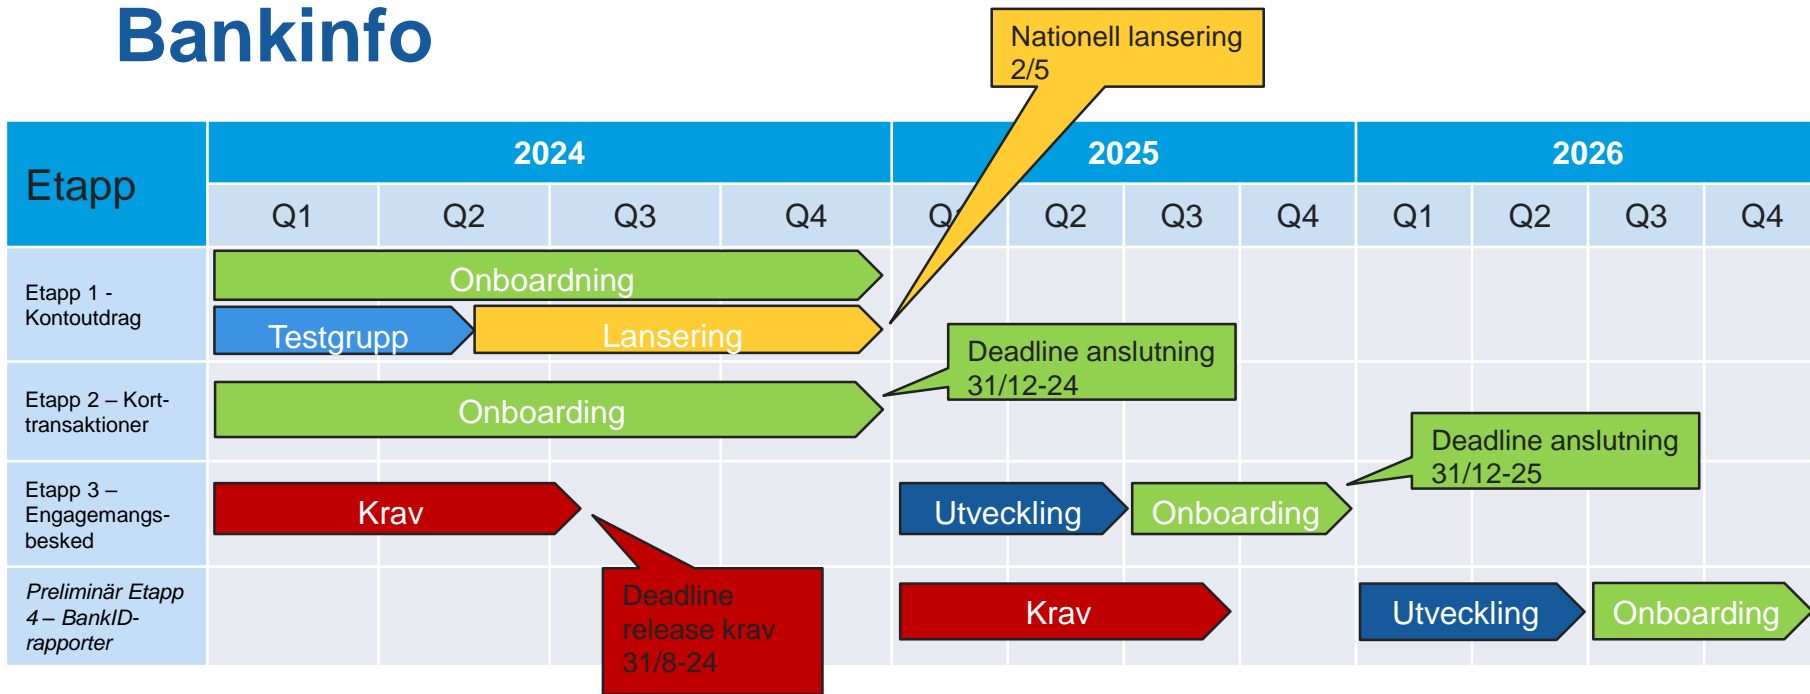 Bankinfo
Nationell lansering
2/5
Etapp
2024
2025
2026
Q1
Q2
Q3
Q4
Q1
Q2
Q3
Q4
Q1
Q2
Q3
Q4
Etapp 1 -
Kontoutdrag
Onboardning
Testgrupp
Lansering
Etapp 2 – Kort-
transaktioner
Onboarding
Deadline anslutning
31/12-24
Etapp 3 –
Engagemangs-
besked
Krav
Utveckling
Onboarding
Deadline anslutning
31/12-25
Deadline
release krav
31/8-24
Preliminär Etapp
4 – BankID-
rapporter
Krav
Utveckling
Onboarding